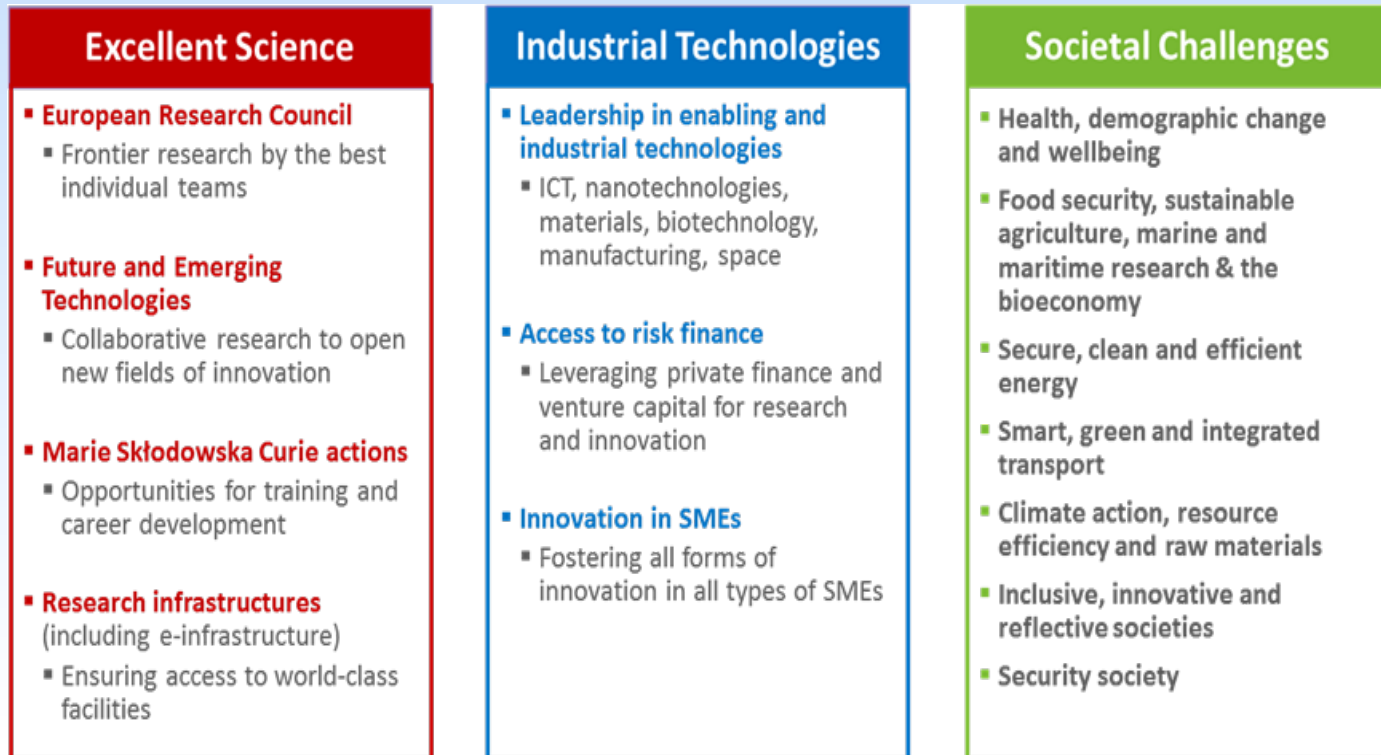 Excellent Science
▪ European Research Council
▪ Frontier research by the best
individual teams
▪ Future and Emerging
Technologies
▪ Collaborative research to open
new fields of innovation
▪ Marie Skłodowska Curie actions
▪ Opportunities for training and
career development
▪ Research infrastructures
(including e-infrastructure)
▪ Ensuring access to world-class
facilities
Industrial Technologies
▪ Leadership in enabling and
industrial technologies
▪ ICT, nanotechnologies,
materials, biotechnology,
manufacturing, space
▪ Access to risk finance
▪ Leveraging private finance and
venture capital for research
and innovation
▪ Innovation in SMEs
▪ Fostering all forms of
innovation in all types of SMEs
Societal Challenges
▪ Health, demographic change
and wellbeing
▪ Food security, sustainable
agriculture, marine and
maritime research & the
bioeconomy
▪ Secure, clean and efficient
energy
▪ Smart, green and integrated
transport
▪ Climate action, resource
efficiency and raw materials
▪ Inclusive, innovative and
reflective societies
▪ Security society